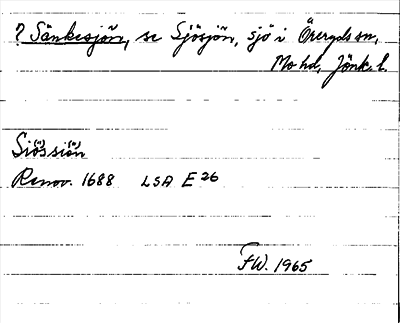 ? Sänkesjön, se Sjösjön, sjö i Öreryds sn,
Mo hd, Jönk. l.
Siössiön
Renov. 1688 LSA E 26
FW. 1965